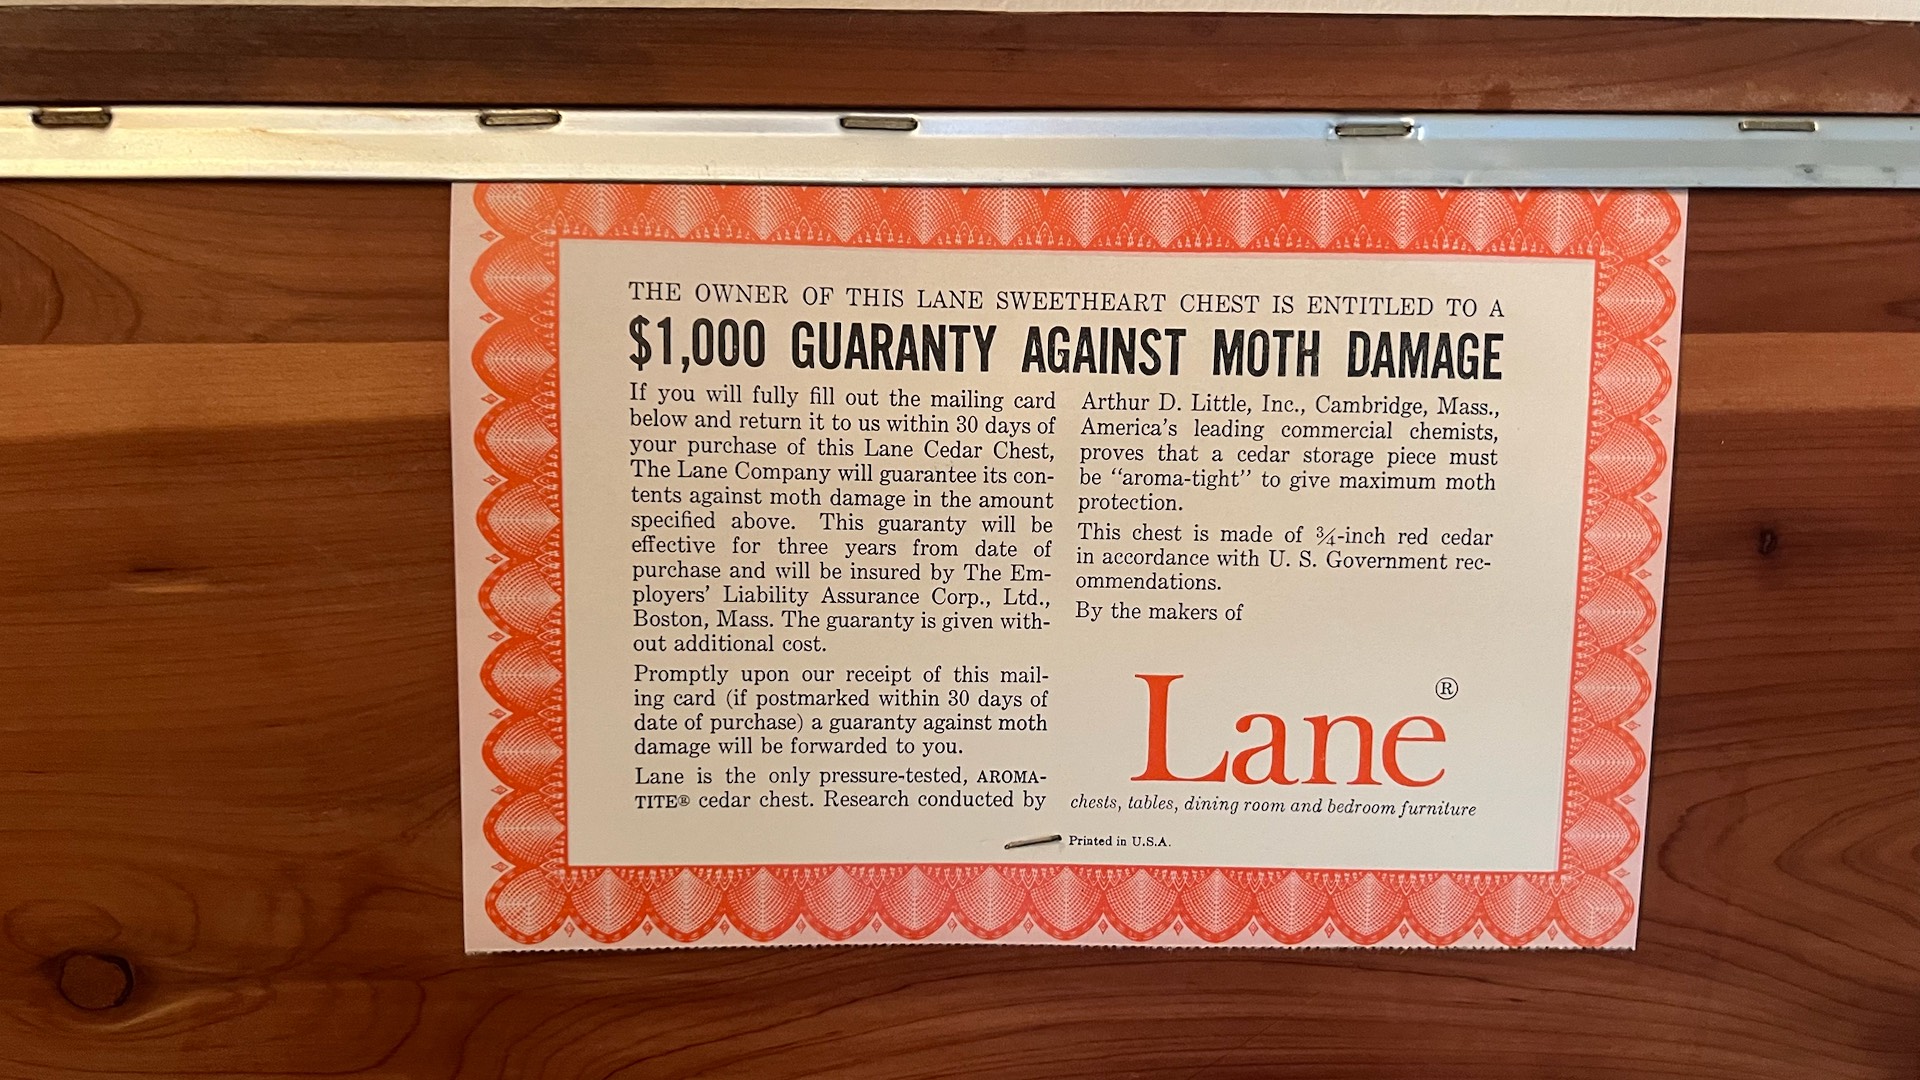 THE OWNER OF THIS LANE SWEETHEART CHEST IS ENTITLED TO A
$1,000 GUARANTY AGAINST MOTH DAMAGE
If you will fully fill out the mailing card
below and return it to us within 30 days of
your purchase of this Lane Cedar Chest,
The Lane Company will guarantee its con-
tents against moth damage in the amount
specified above. This guaranty will be
effective for three years from date of
purchase and will be insured by The Em-
ployers' Liability Assurance Corp., Ltd.,
Boston, Mass. The guaranty is given with-
out additional cost.
Promptly upon our receipt of this mail-
ing card (if postmarked within 30 days of
date of purchase) a guaranty against moth
damage will be forwarded to you.
Lane is the only pressure-tested, AROMA-
TITE® cedar chest. Research conducted by
Arthur D. Little, Inc., Cambridge, Mass.,
America's leading commercial chemists,
proves that a cedar storage piece must
be "aroma-tight" to give maximum moth
protection.
This chest is made of ¾-inch red cedar
in accordance with U. S. Government rec-
ommendations.
By the makers of
Lane®
chests, tables, dining room and bedroom furniture
Printed in U.S.A.